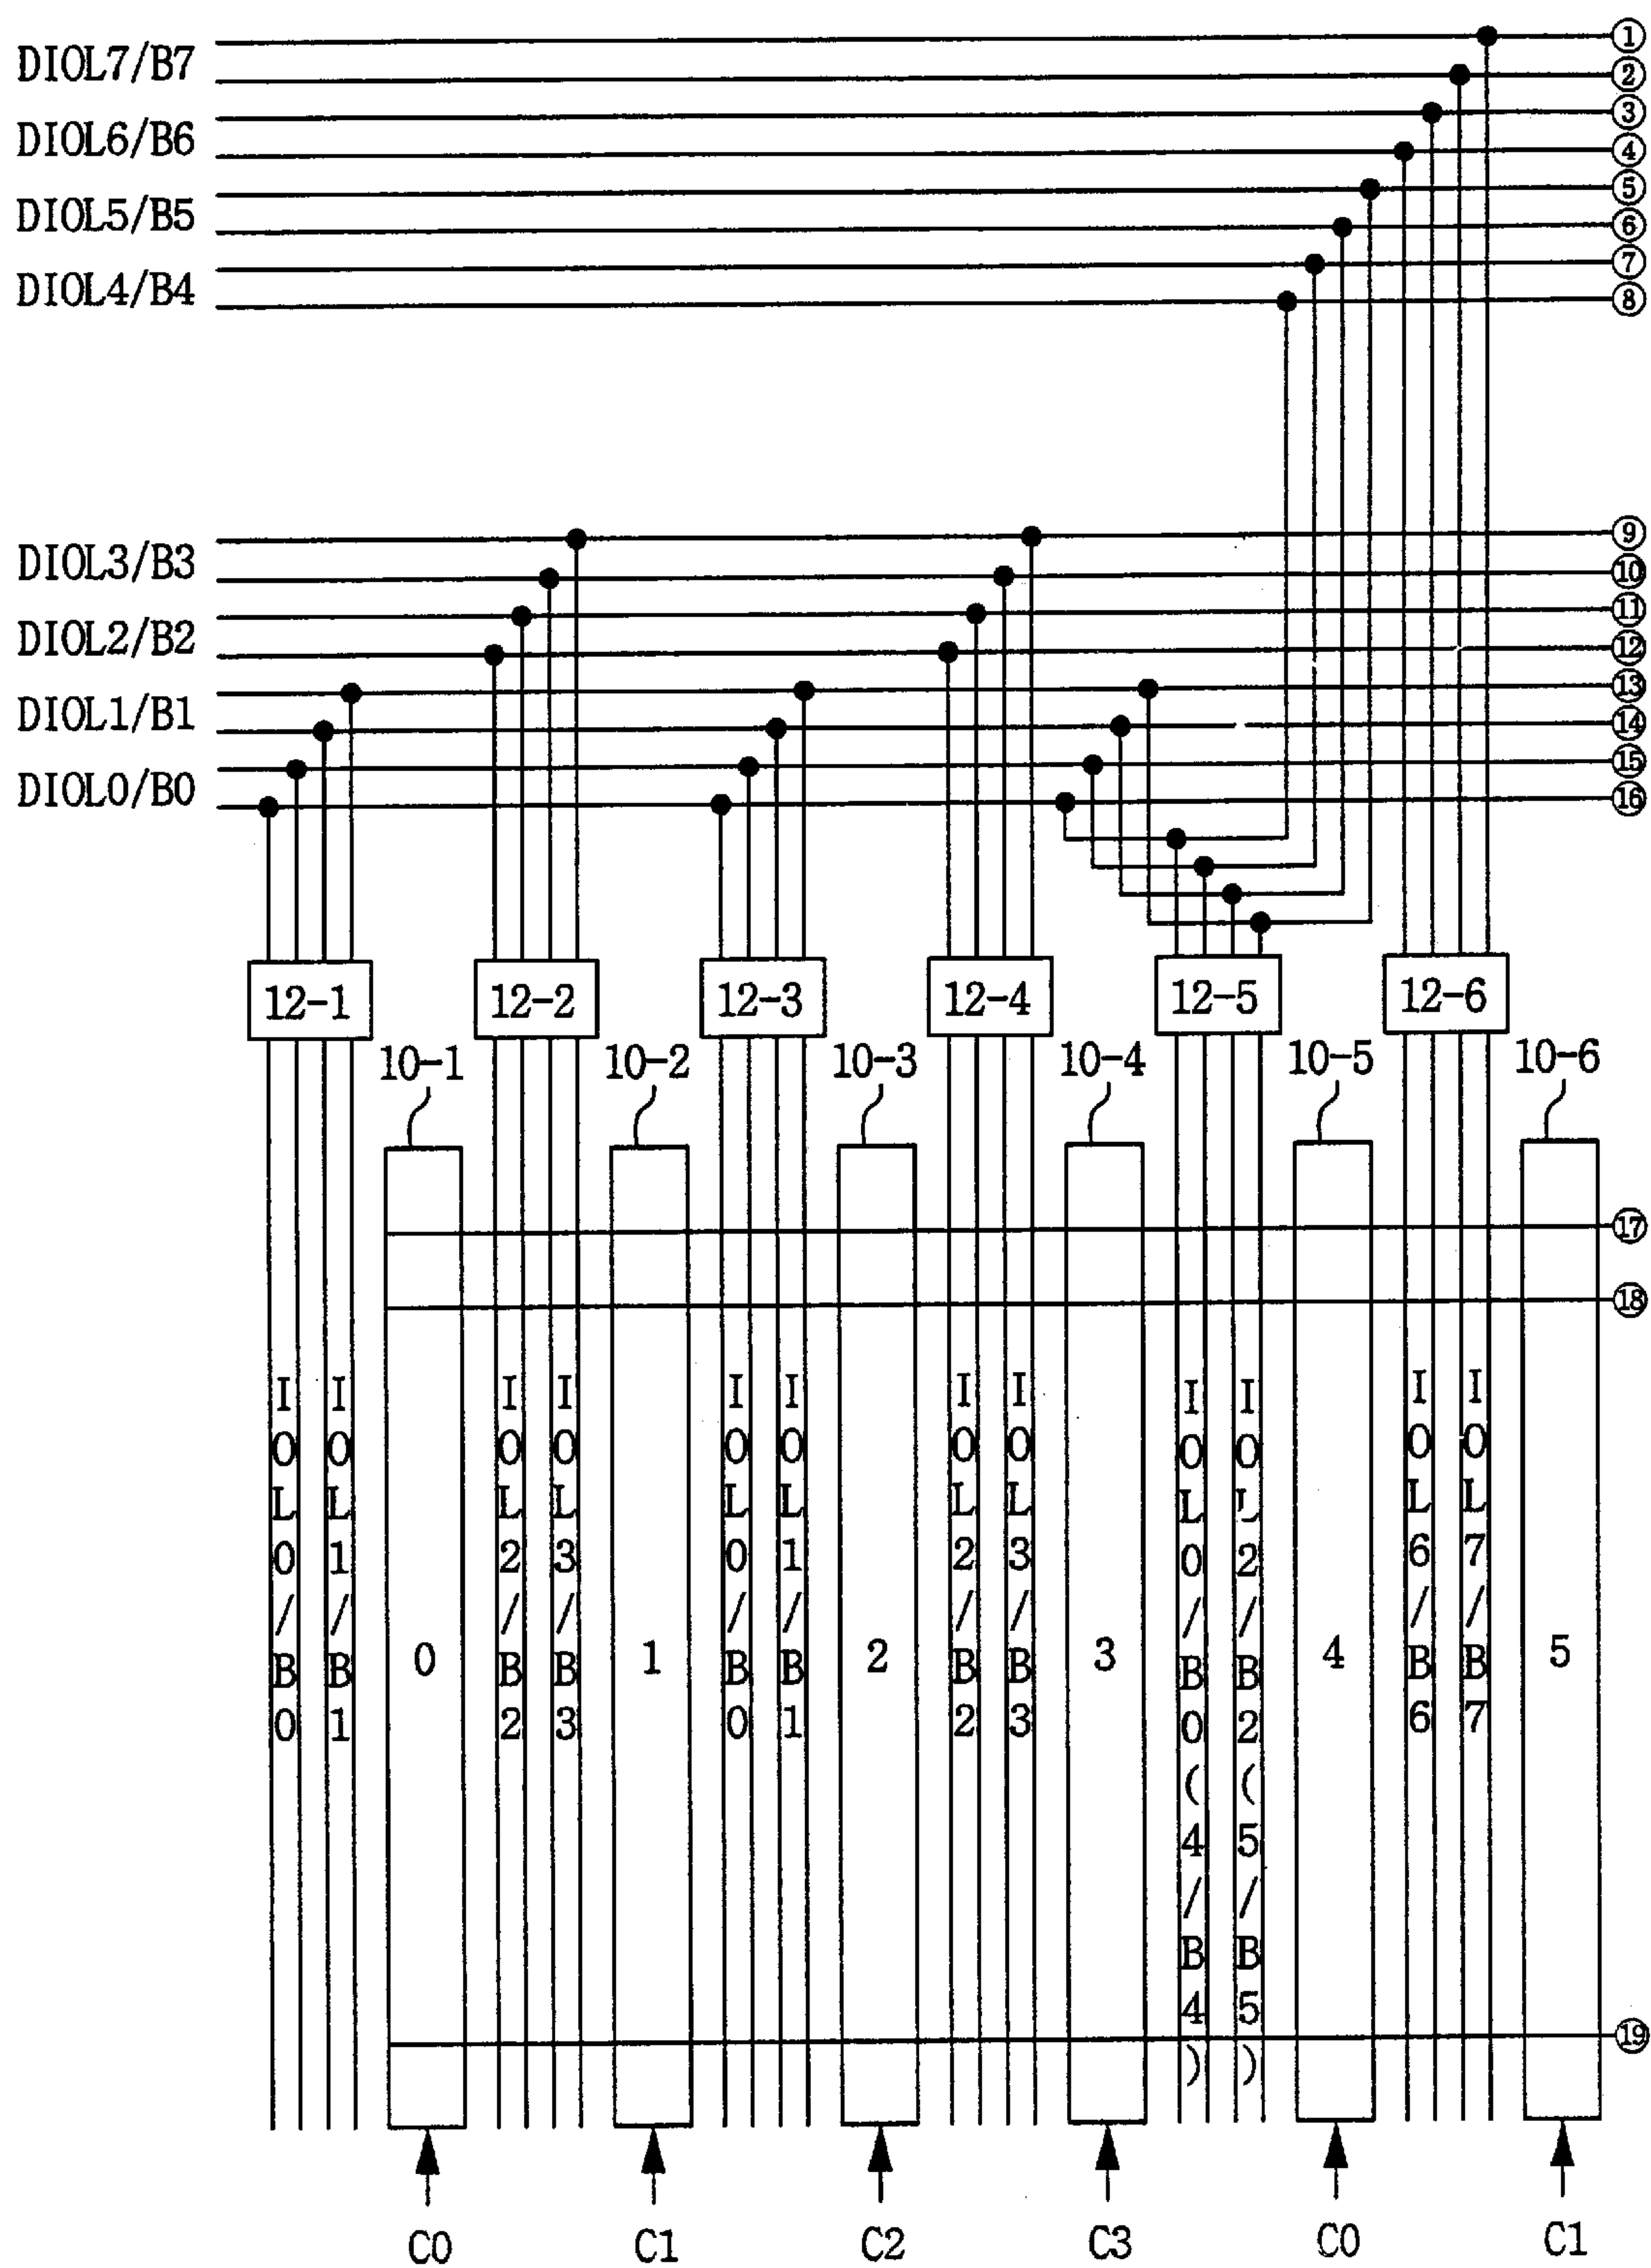 DIOL7/B7 ①
②
DIOL6/B6 ③
④
DIOL5/B5 ⑤
⑥
DIOL4/B4 ⑦
⑧
DIOL3/B3 ⑨
⑩
DIOL2/B2 ⑪
⑫
DIOL1/B1 ⑬
⑭
DIOL0/B0 ⑮
⑯
12-1 12-2 12-3 12-4 12-5 12-6
10-1 10-2 10-3 10-4 10-5 10-6
⑰
⑱
IOL0/B0
IOL1/B1
0
IOL2/B2
IOL3/B3
1
IOL0/B0
IOL1/B1
2
IOL2/B2
IOL3/B3
3
IOL0/B0(4/B4)
IOL2/B2(5/B5)
4
IOL6/B6
IOL7/B7
5
⑲
C0 C1 C2 C3 C0 C1